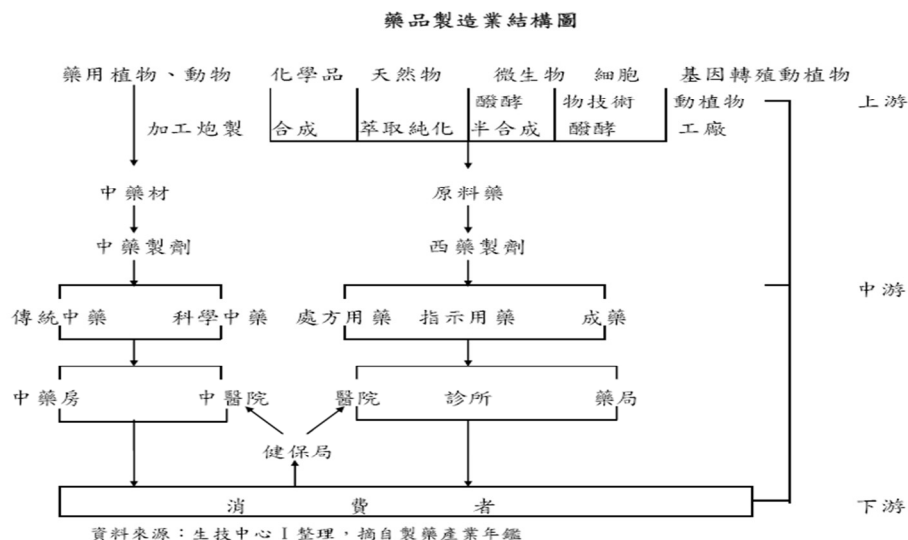 藥品製造業結構圖
藥用植物、動物 化學品 天然物 微生物 細胞 基因轉殖動植物
醱酵 物技術 動植物 上游
加工炮製 合成 萃取純化 半合成 醱酵 工廠
中藥材 原料藥
中藥製劑 西藥製劑
中游
傳統中藥 科學中藥 處方用藥 指示用藥 成藥
中藥房 中醫院 醫院 診所 藥局
健保局
消費者 下游
資料來源：生技中心I整理，摘自製藥產業年鑑